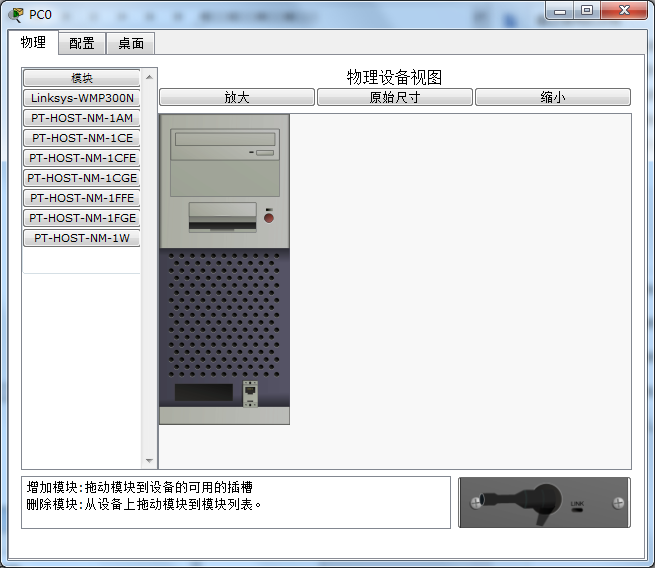 PC0
物理 配置 桌面
模块
Linksys-WMP300N
PT-HOST-NM-1AM
PT-HOST-NM-1CE
PT-HOST-NM-1CFE
PT-HOST-NM-1CGE
PT-HOST-NM-1FFE
PT-HOST-NM-1FGE
PT-HOST-NM-1W
物理设备视图
放大 原始尺寸 缩小
增加模块:拖动模块到设备的可用的插槽
删除模块:从设备上拖动模块到模块列表。
LINK